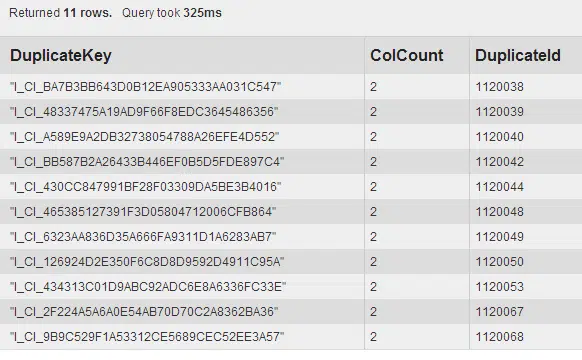 Returned 11 rows. Query took 325ms
DuplicateKey ColCount DuplicateId
"I_CI_BA7B3BB643D0B12EA905333AA031C547" 2 1120038
"I_CI_48337475A19AD9F66F8EDC3645486356" 2 1120039
"I_CI_A589E9A2DB32738054788A26EFE4D552" 2 1120040
"I_CI_BB587B2A26433B446EF0B5D5FDE897C4" 2 1120042
"I_CI_430CC847991BF28F03309DA5BE3B4016" 2 1120044
"I_CI_465385127391F3D05804712006CFB864" 2 1120048
"I_CI_6323AA836D35A666FA9311D1A6283AB7" 2 1120049
"I_CI_126924D2E350F6C8D8D9592D4911C95A" 2 1120050
"I_CI_434313C01D9ABC92ADC6E8A6336FC33E" 2 1120053
"I_CI_2F224A5A6A0E54AB70D70C2A8362BA36" 2 1120067
"I_CI_9B9C529F1A53312CE5689CEC52EE3A57" 2 1120068